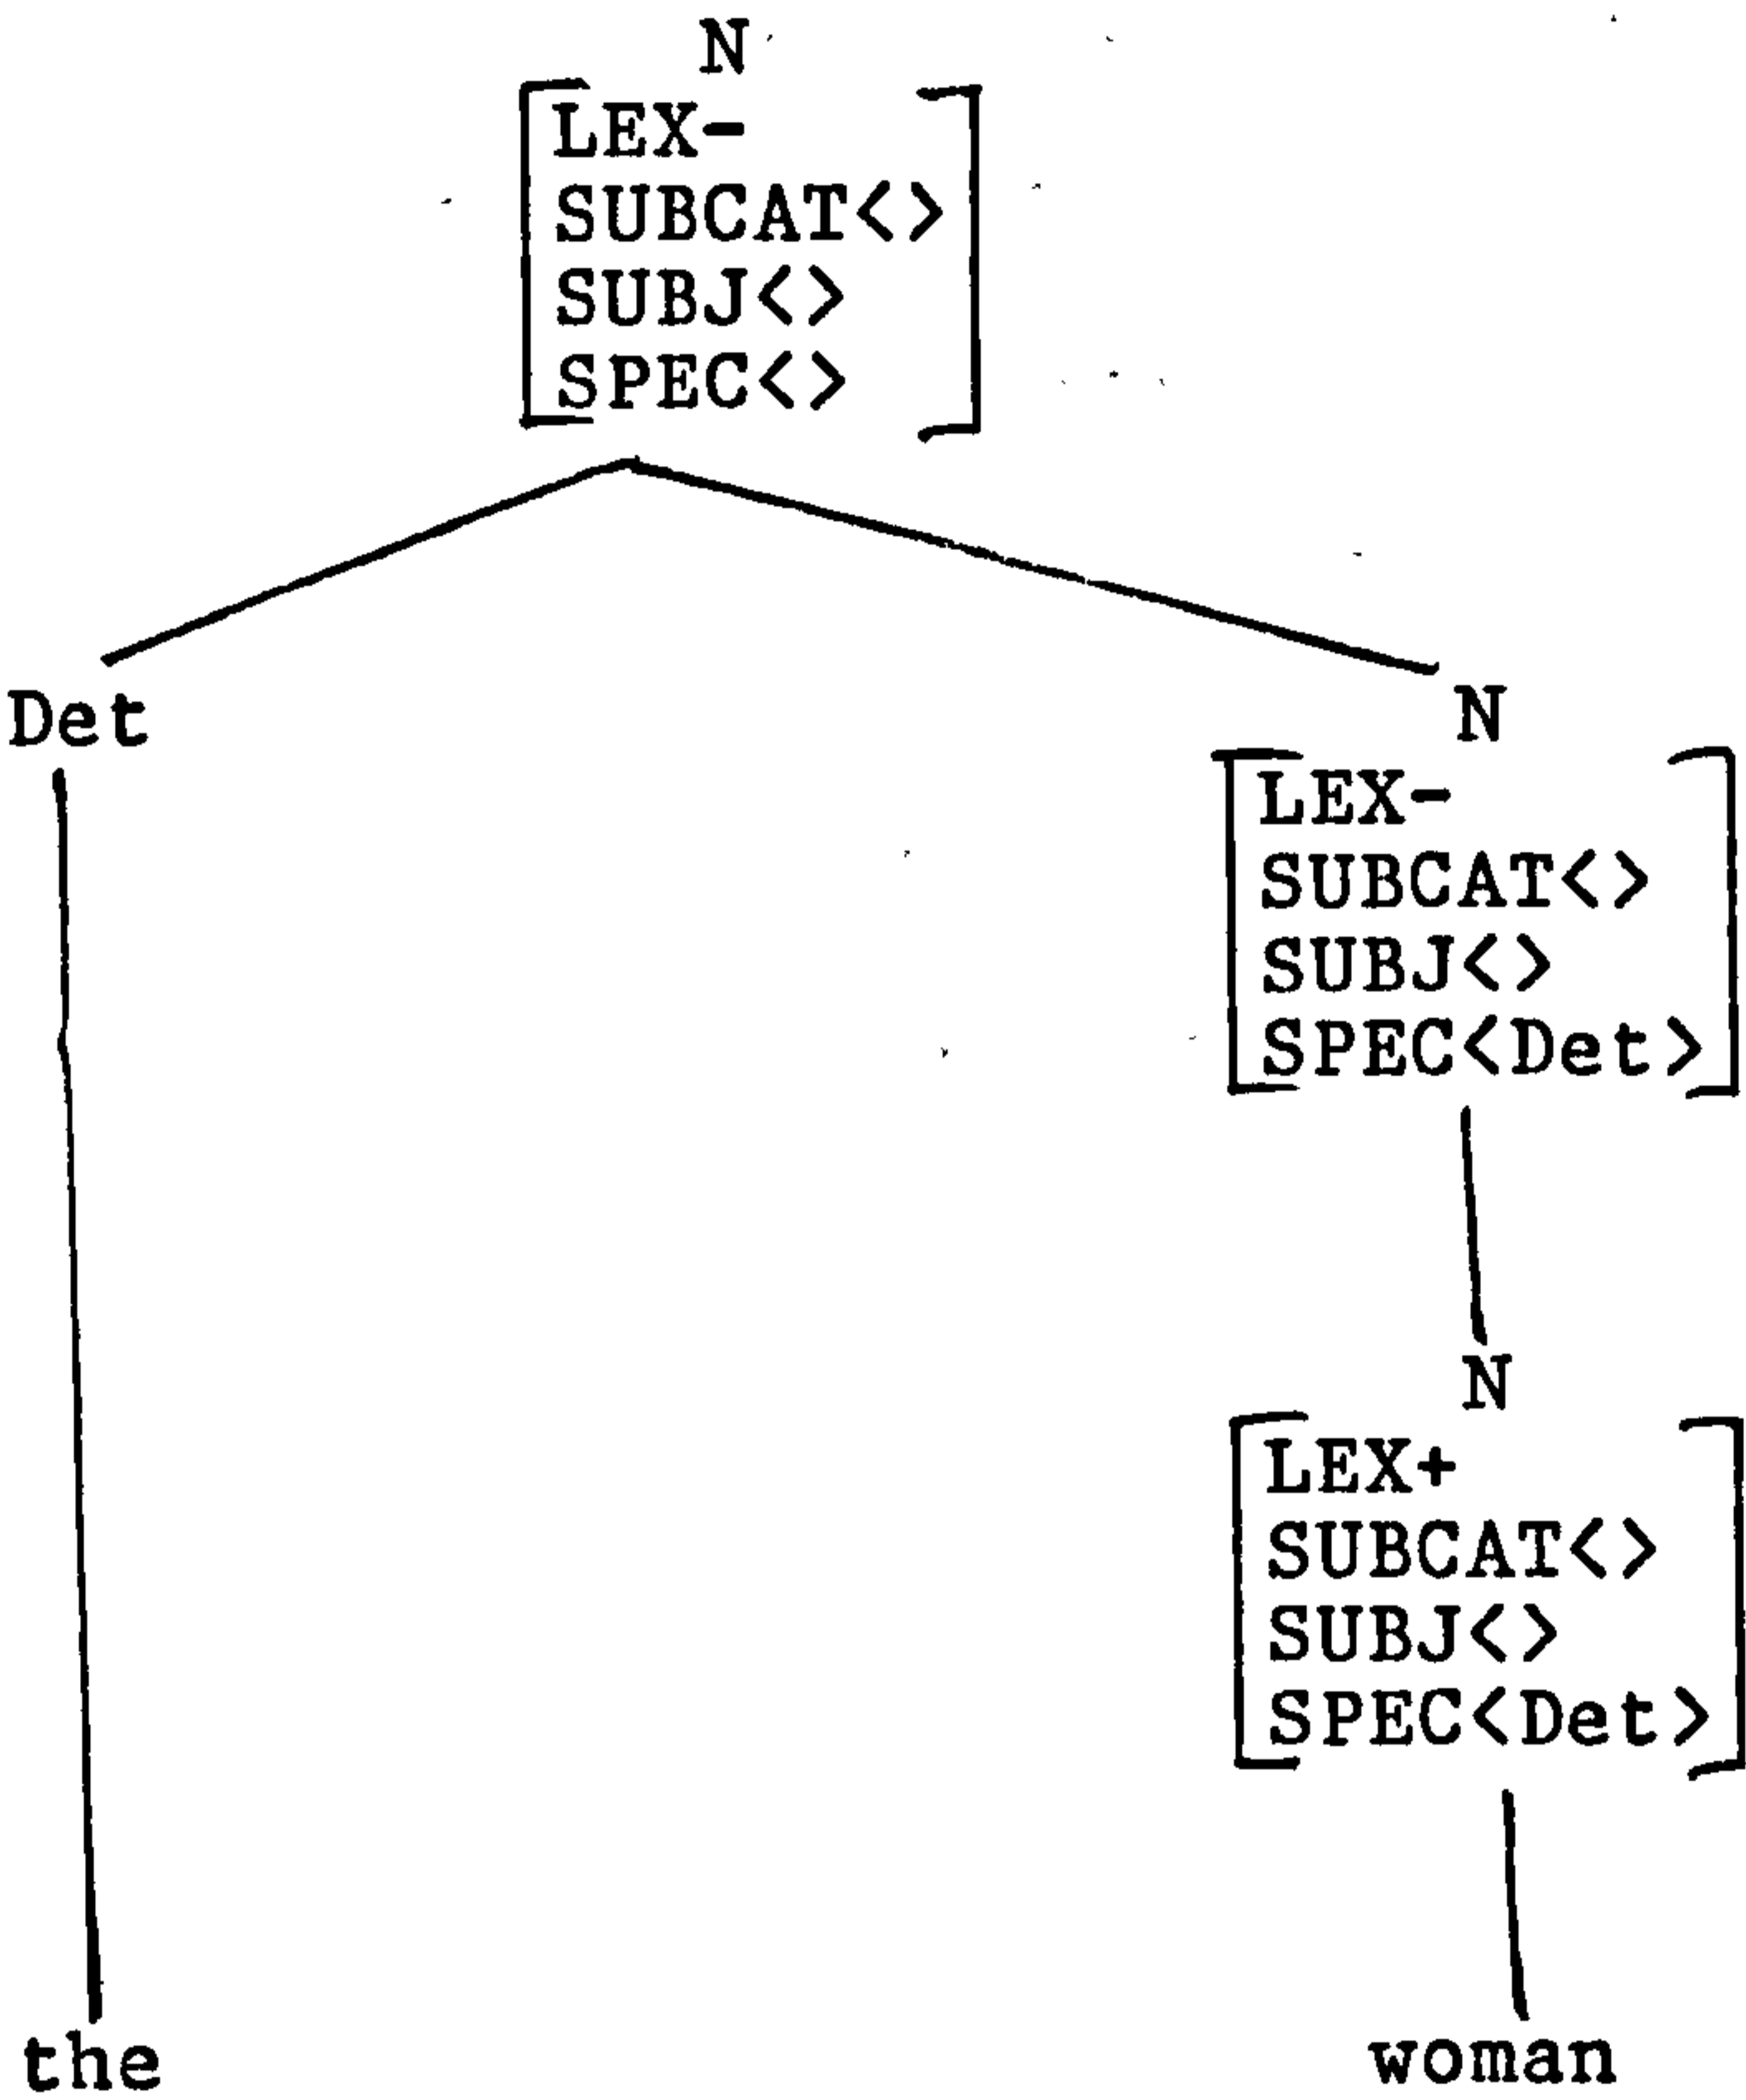 N
LEX-
SUBCAT<>
SUBJ<>
SPEC<>
Det
N
LEX-
SUBCAT<>
SUBJ<>
SPEC<Det>
N
LEX+
SUBCAT<>
SUBJ<>
SPEC<Det>
the woman